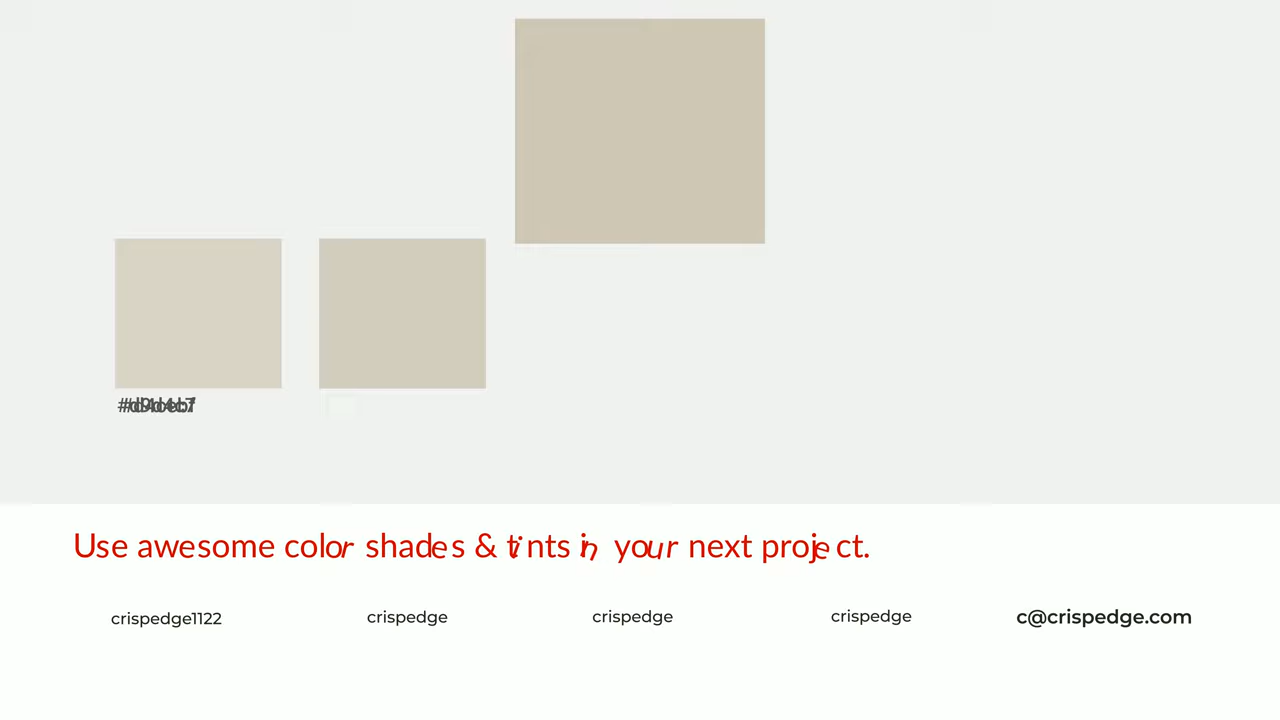 Use awesome color shades & tints in your next project.
crispedge1122 crispedge crispedge crispedge c@crispedge.com